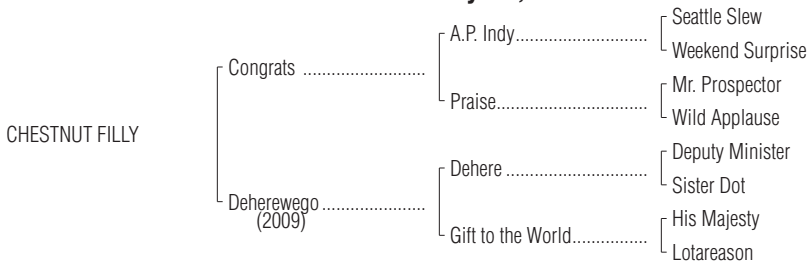 Seattle Slew
A.P. Indy
Weekend Surprise
Congrats
Mr. Prospector
Praise
Wild Applause
CHESTNUT FILLY
Deputy Minister
Dehere
Sister Dot
Deherewego
(2009)
His Majesty
Gift to the World
Lotareason